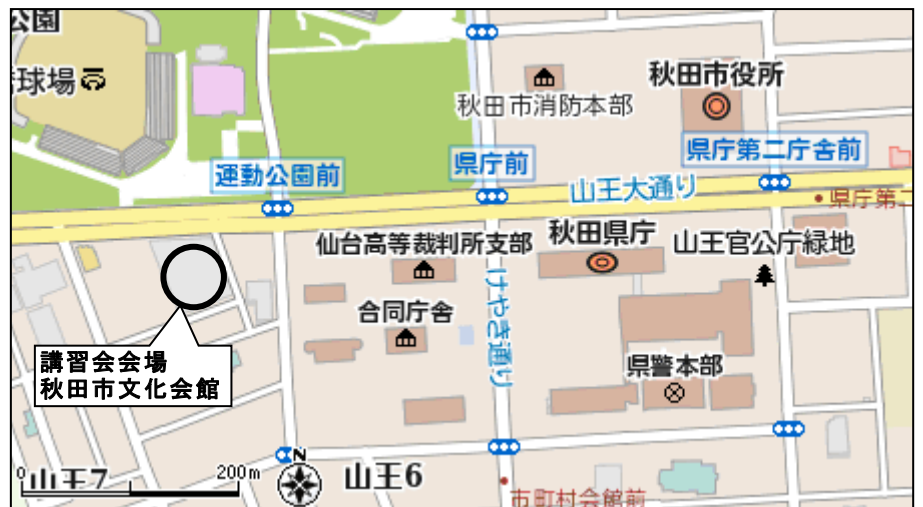 公園
球場
秋田市役所
秋田市消防本部
県庁第二庁舎前
県庁前
運動公園前
山王大通り
県庁第二
仙台高等裁判所支部
秋田県庁
山王官公庁緑地
けやき通り
合同庁舎
講習会会場
秋田市文化会館
県警本部
N
0
200m
山王7
山王6
市町村会館前